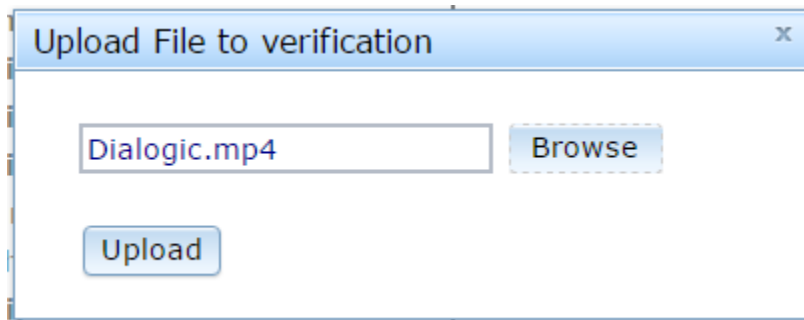 Upload File to verification
x
Dialogic.mp4
Browse
Upload